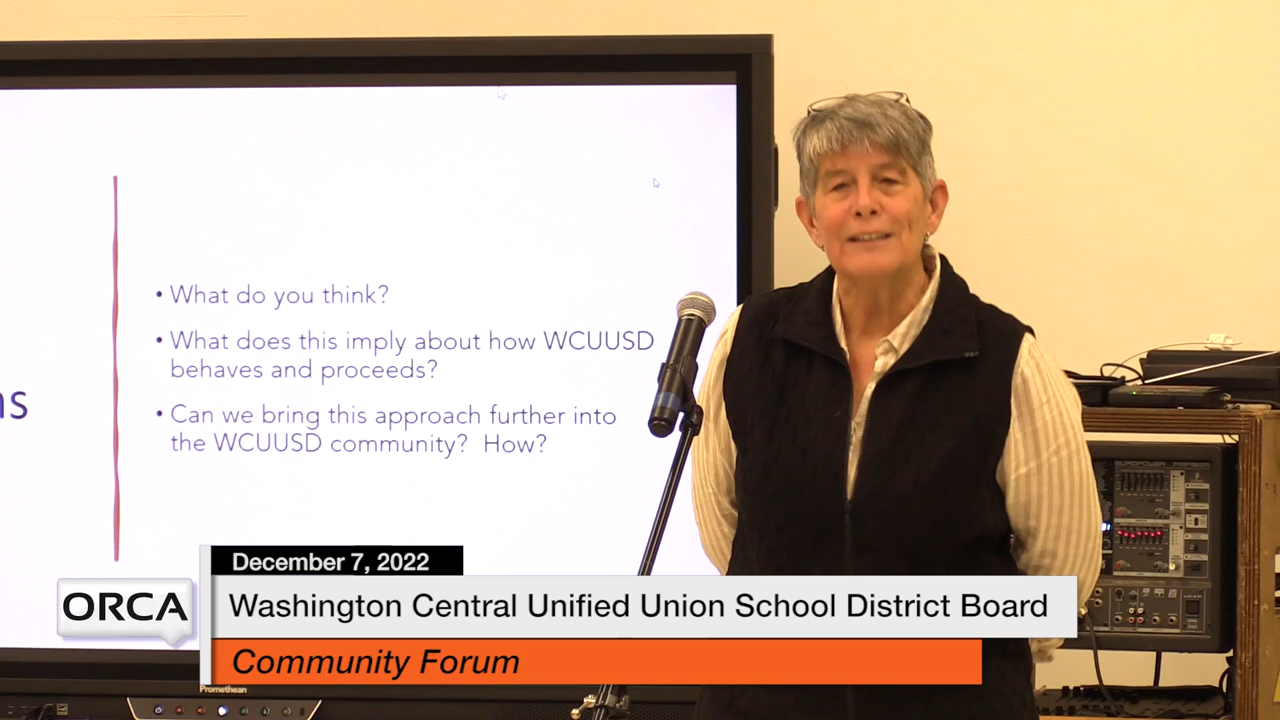 • What do you think?
• What does this imply about how WCUUSD
behaves and proceeds?
• Can we bring this approach further into
the WCUUSD community?  How?
ns
December 7, 2022
ORCA
Washington Central Unified Union School District Board
Community Forum
Promethean
EUROPOWER